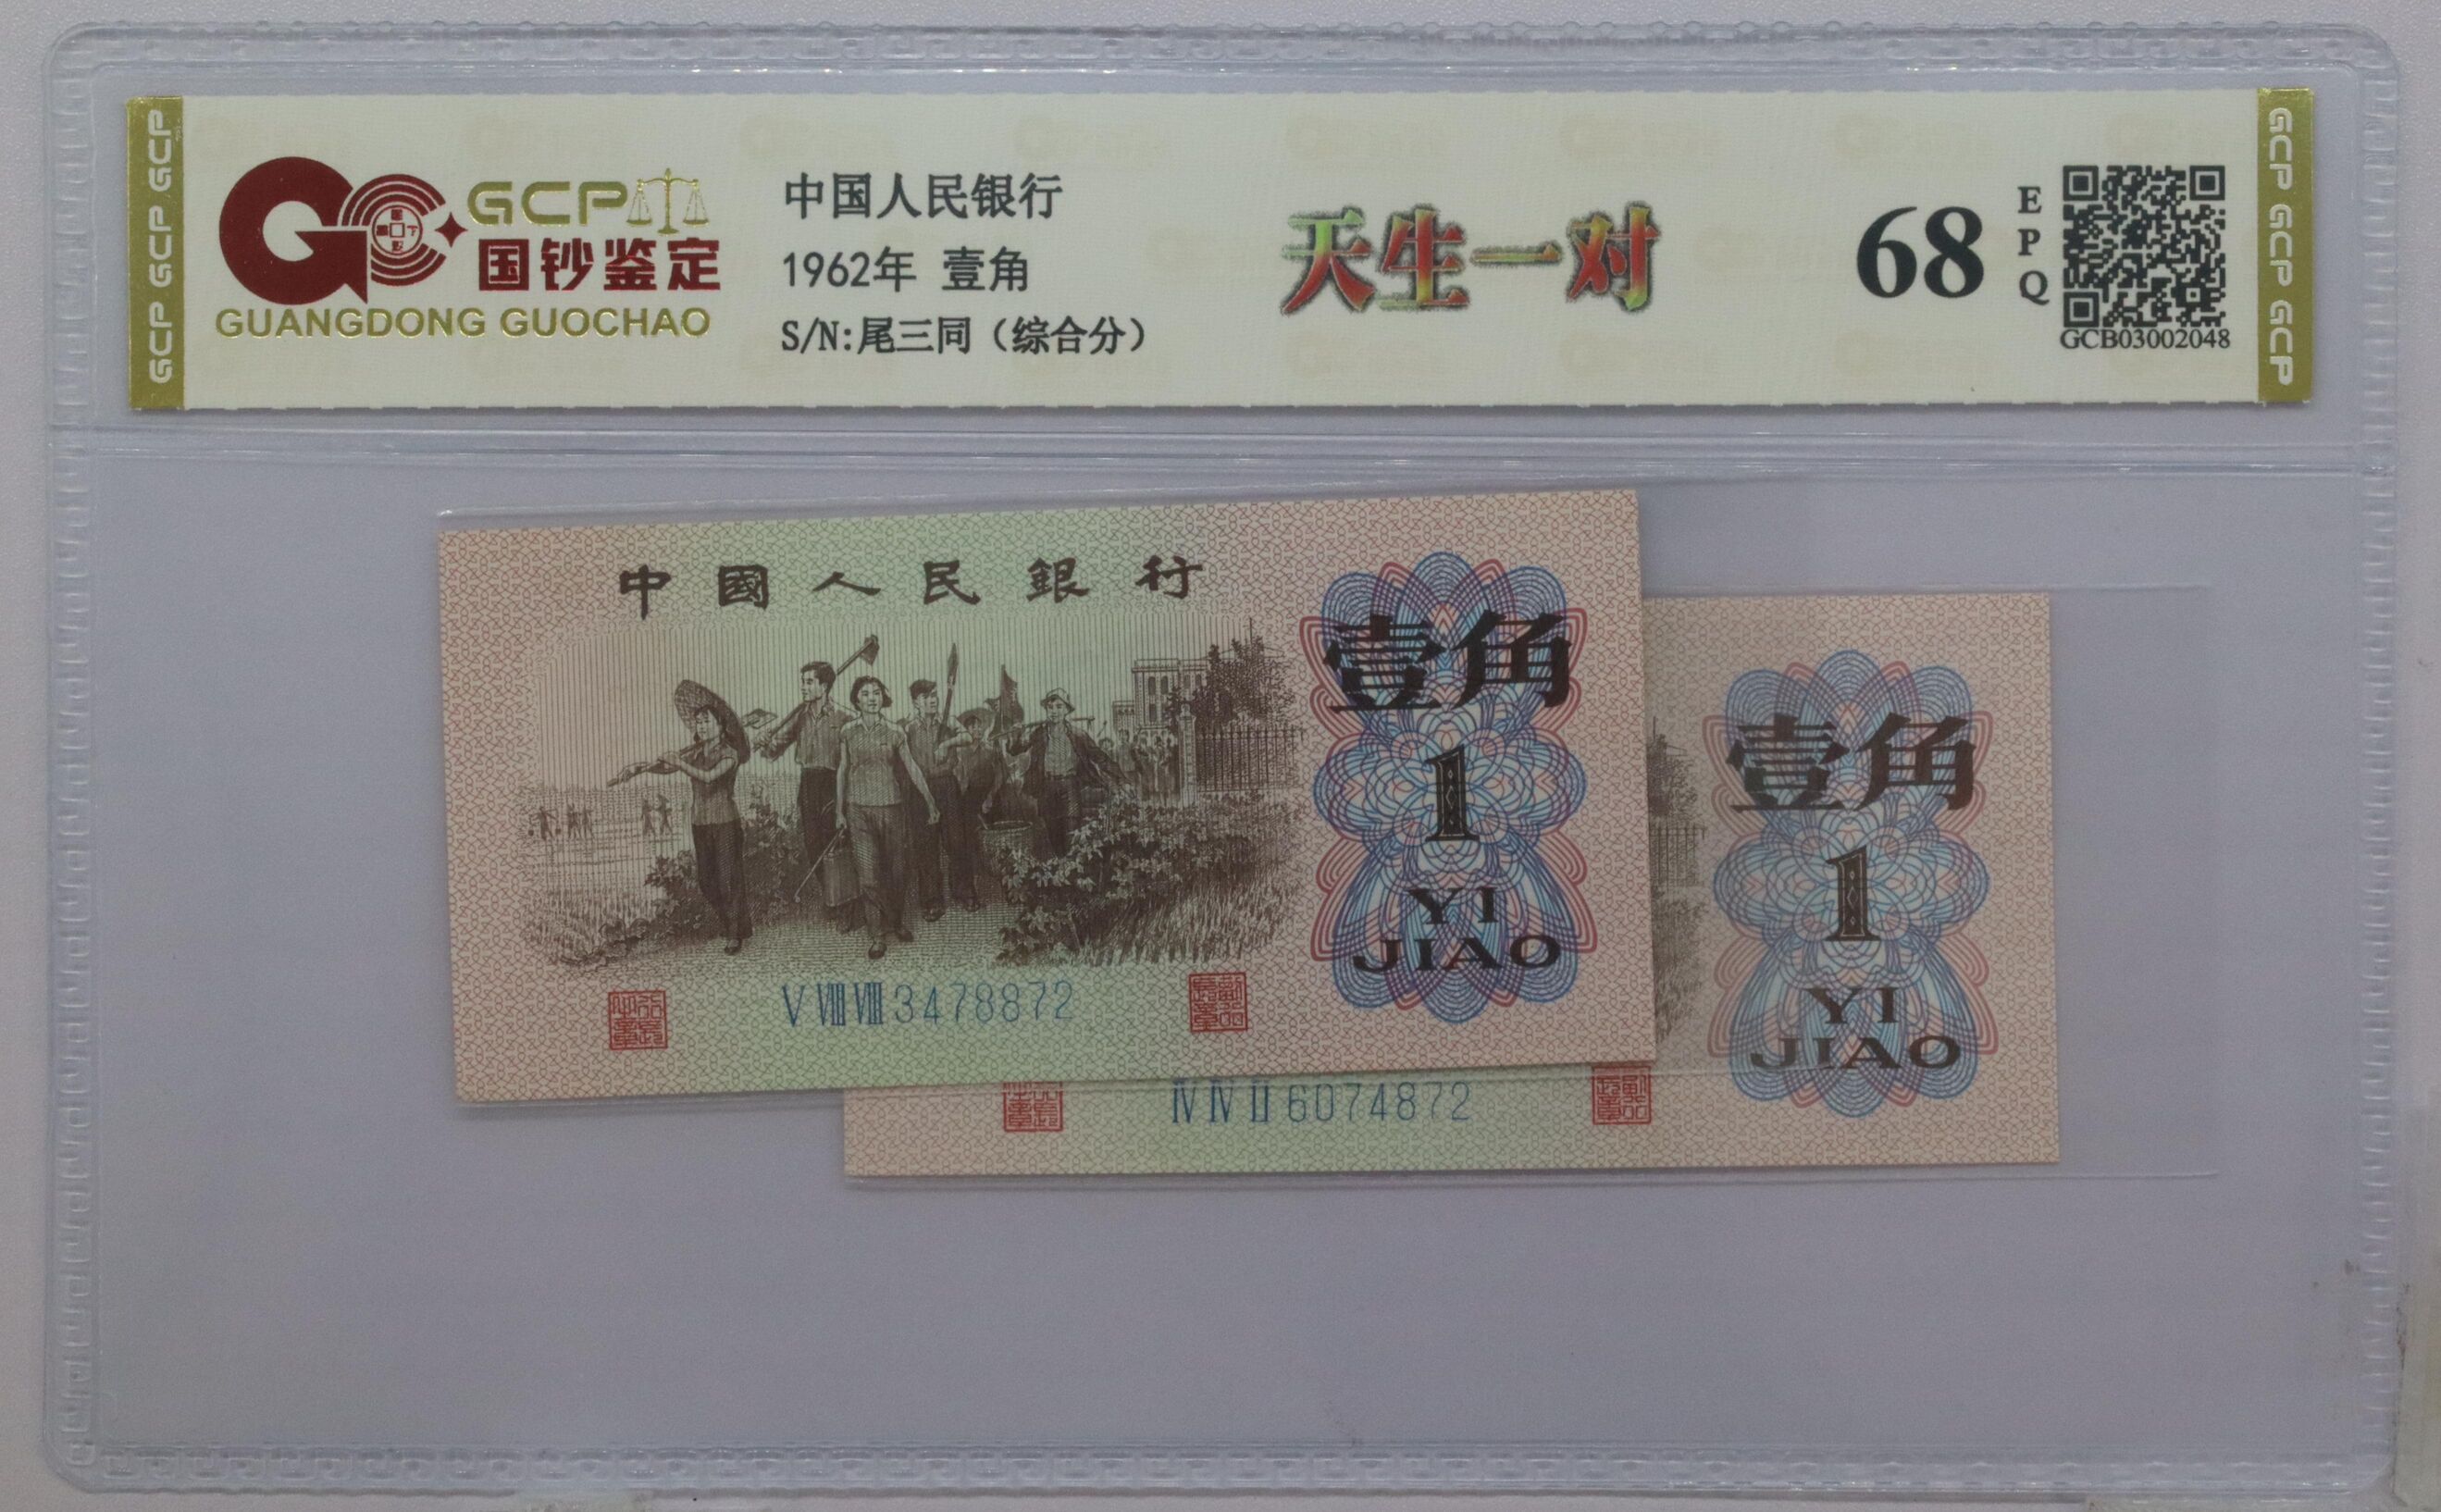 GCP GCP GCP
GCP
国钞鉴定
GUANGDONG GUOCHAO
中国人民银行
1962年 壹角
S/N:尾三同（综合分）
天生一对
68
EPQ
GCB03002048
GCP GCP GCP
中國人民銀行
壹角
1
YI
JIAO
Ⅴ Ⅷ Ⅷ 3478872
壹角
1
YI
JIAO
Ⅳ Ⅳ Ⅱ 6074872